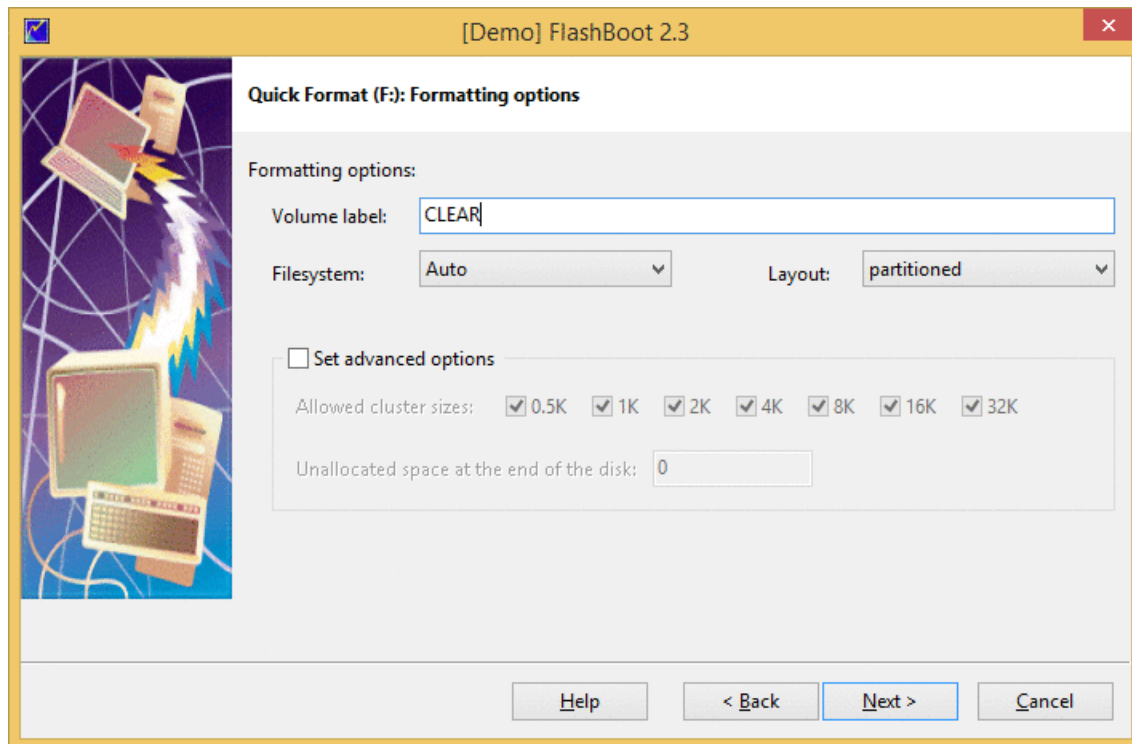 [Demo] FlashBoot 2.3
Quick Format (F:): Formatting options
Formatting options:
Volume label: CLEAR
Filesystem: Auto Layout: partitioned
Set advanced options
Allowed cluster sizes: 0.5K 1K 2K 4K 8K 16K 32K
Unallocated space at the end of the disk: 0
Help < Back Next > Cancel